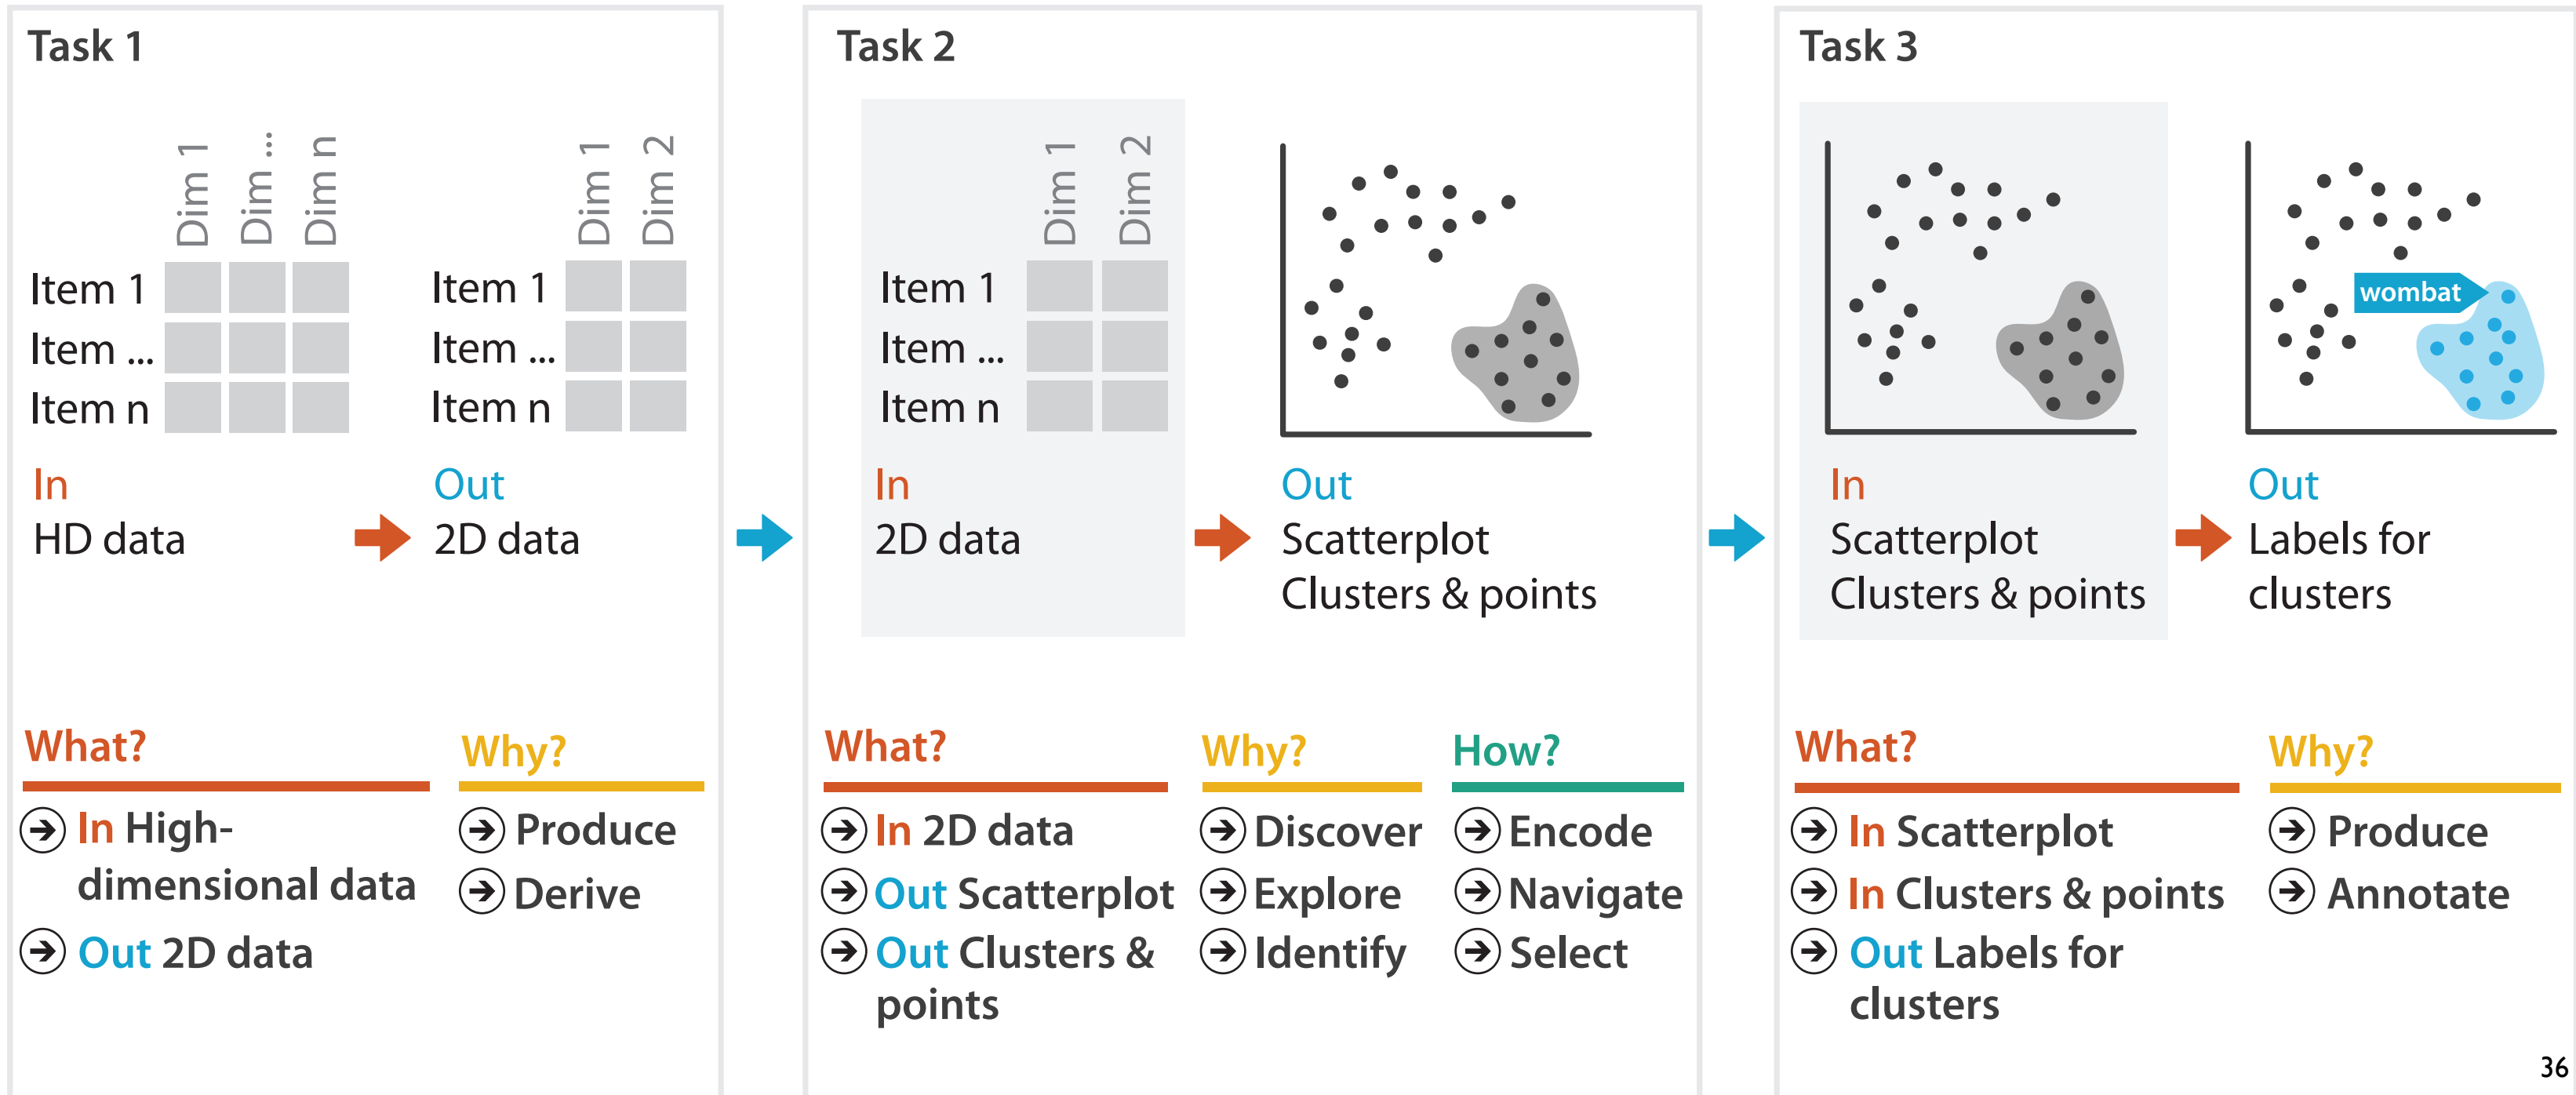 Task 1
Dim 1
Dim ...
Dim n
Item 1
Item ...
Item n
In
HD data
Dim 1
Dim 2
Item 1
Item ...
Item n
Out
2D data
What?
In High-
dimensional data
Out 2D data
Why?
Produce
Derive
Task 2
Dim 1
Dim 2
Item 1
Item ...
Item n
In
2D data
Out
Scatterplot
Clusters & points
What?
In 2D data
Out Scatterplot
Out Clusters &
points
Why?
Discover
Explore
Identify
How?
Encode
Navigate
Select
Task 3
In
Scatterplot
Clusters & points
wombat
Out
Labels for
clusters
What?
In Scatterplot
In Clusters & points
Out Labels for
clusters
Why?
Produce
Annotate
36